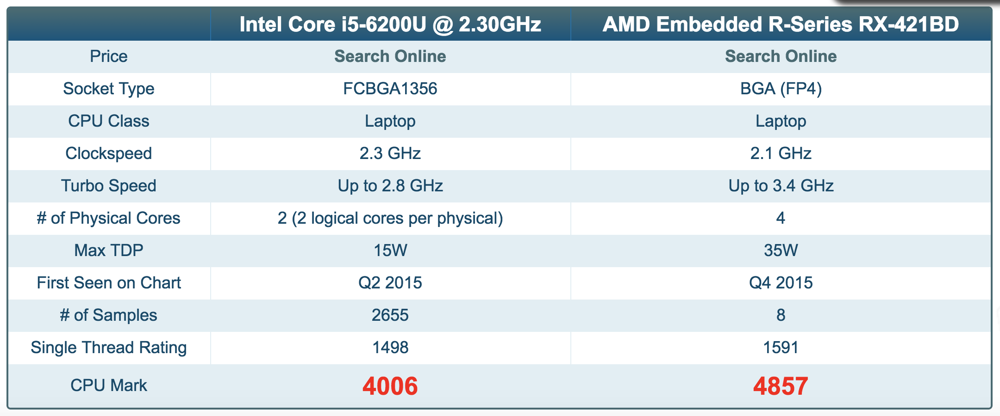 Intel Core i5-6200U @ 2.30GHz AMD Embedded R-Series RX-421BD
Price Search Online Search Online
Socket Type FCBGA1356 BGA (FP4)
CPU Class Laptop Laptop
Clockspeed 2.3 GHz 2.1 GHz
Turbo Speed Up to 2.8 GHz Up to 3.4 GHz
# of Physical Cores 2 (2 logical cores per physical) 4
Max TDP 15W 35W
First Seen on Chart Q2 2015 Q4 2015
# of Samples 2655 8
Single Thread Rating 1498 1591
CPU Mark 4006 4857